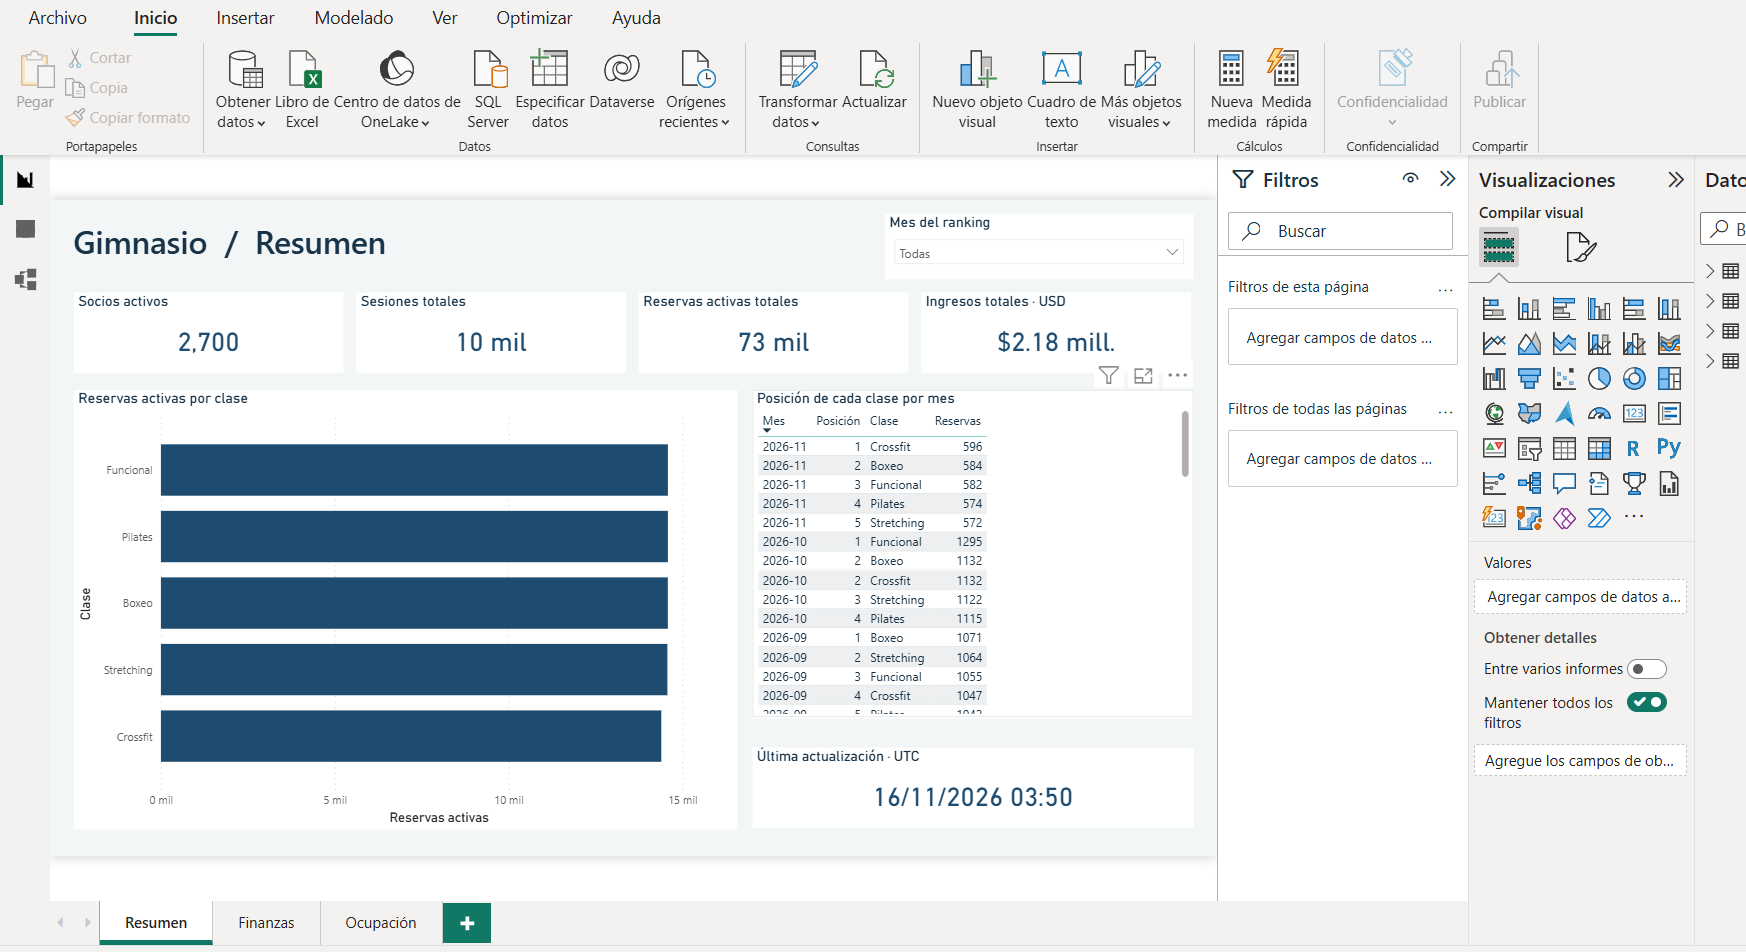 Archivo Inicio Insertar Modelado Ver Optimizar Ayuda
Pegar
Cortar
Copia
Copiar formato
Portapapeles
Obtener datos
Libro de Excel
Centro de datos de OneLake
SQL Server
Especificar datos
Dataverse
Orígenes recientes
Datos
Transformar datos
Actualizar
Consultas
Nuevo objeto visual
Cuadro de texto
Más objetos visuales
Insertar
Nueva medida
Medida rápida
Cálculos
Confidencialidad
Confidencialidad
Publicar
Compartir
Gimnasio / Resumen
Mes del ranking
Todas
Socios activos
2,700
Sesiones totales
10 mil
Reservas activas totales
73 mil
Ingresos totales · USD
$2.18 mill.
Reservas activas por clase
Clase
Funcional
Pilates
Boxeo
Stretching
Crossfit
0 mil 5 mil 10 mil 15 mil
Reservas activas
Posición de cada clase por mes
Mes Posición Clase Reservas
2026-11 1 Crossfit 596
2026-11 2 Boxeo 584
2026-11 3 Funcional 582
2026-11 4 Pilates 574
2026-11 5 Stretching 572
2026-10 1 Funcional 1295
2026-10 2 Boxeo 1132
2026-10 2 Crossfit 1132
2026-10 3 Stretching 1122
2026-10 4 Pilates 1115
2026-09 1 Boxeo 1071
2026-09 2 Stretching 1064
2026-09 3 Funcional 1055
2026-09 4 Crossfit 1047
Última actualización · UTC
16/11/2026 03:50
Filtros
Buscar
Filtros de esta página ...
Agregar campos de datos ...
Filtros de todas las páginas ...
Agregar campos de datos ...
Visualizaciones
Compilar visual
123
R
Py
123
...
Valores
Agregar campos de datos a...
Obtener detalles
Entre varios informes
Mantener todos los
filtros
Agregue los campos de ob...
Dato
B
Resumen Finanzas Ocupación +